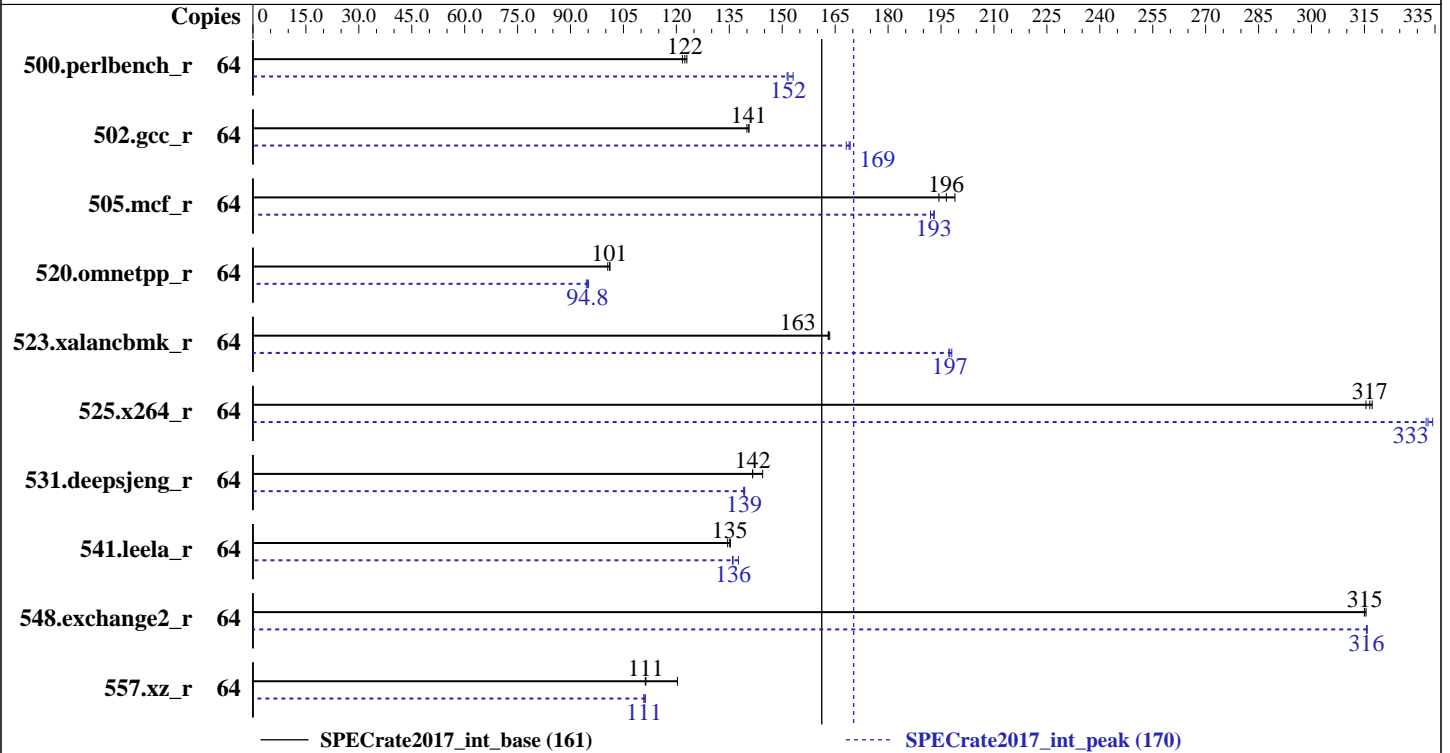 Copies 0 15.0 30.0 45.0 60.0 75.0 90.0 105 120 135 150 165 180 195 210 225 240 255 270 285 300 315 335
500.perlbench_r 64 122
152
502.gcc_r 64 141
169
505.mcf_r 64 196
193
520.omnetpp_r 64 101
94.8
523.xalancbmk_r 64 163
197
525.x264_r 64 317
333
531.deepsjeng_r 64 142
139
541.leela_r 64 135
136
548.exchange2_r 64 315
316
557.xz_r 64 111
111
SPECrate2017_int_base (161) SPECrate2017_int_peak (170)